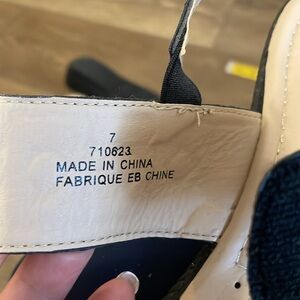 7
710623
MADE IN CHINA
FABRIQUE EB CHINE